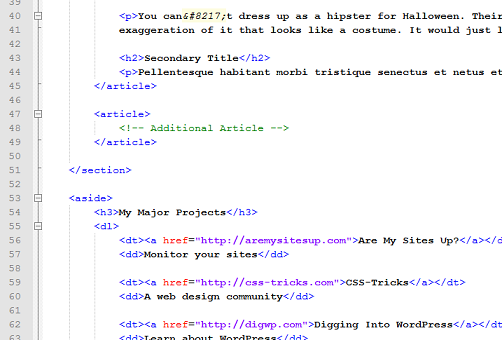 39
40 <p>You can&#8217;t dress up as a hipster for Halloween. Their
41 exaggeration of it that looks like a costume. It would just
42
43 <h2>Secondary Title</h2>
44 <p>Pellentesque habitant morbi tristique senectus et netus et
45 </article>
46
47 <article>
48 <!-- Additional Article -->
49 </article>
50
51 </section>
52
53 <aside>
54 <h3>My Major Projects</h3>
55 <dl>
56 <dt><a href="http://aremysitesup.com">Are My Sites Up?</a></d
57 <dd>Monitor your sites</dd>
58
59 <dt><a href="http://css-tricks.com">CSS-Tricks</a></dt>
60 <dd>A web design community</dd>
61
62 <dt><a href="http://digwp.com">Digging Into WordPress</a></dt
63 <dd>Learn about WordPress</dd>